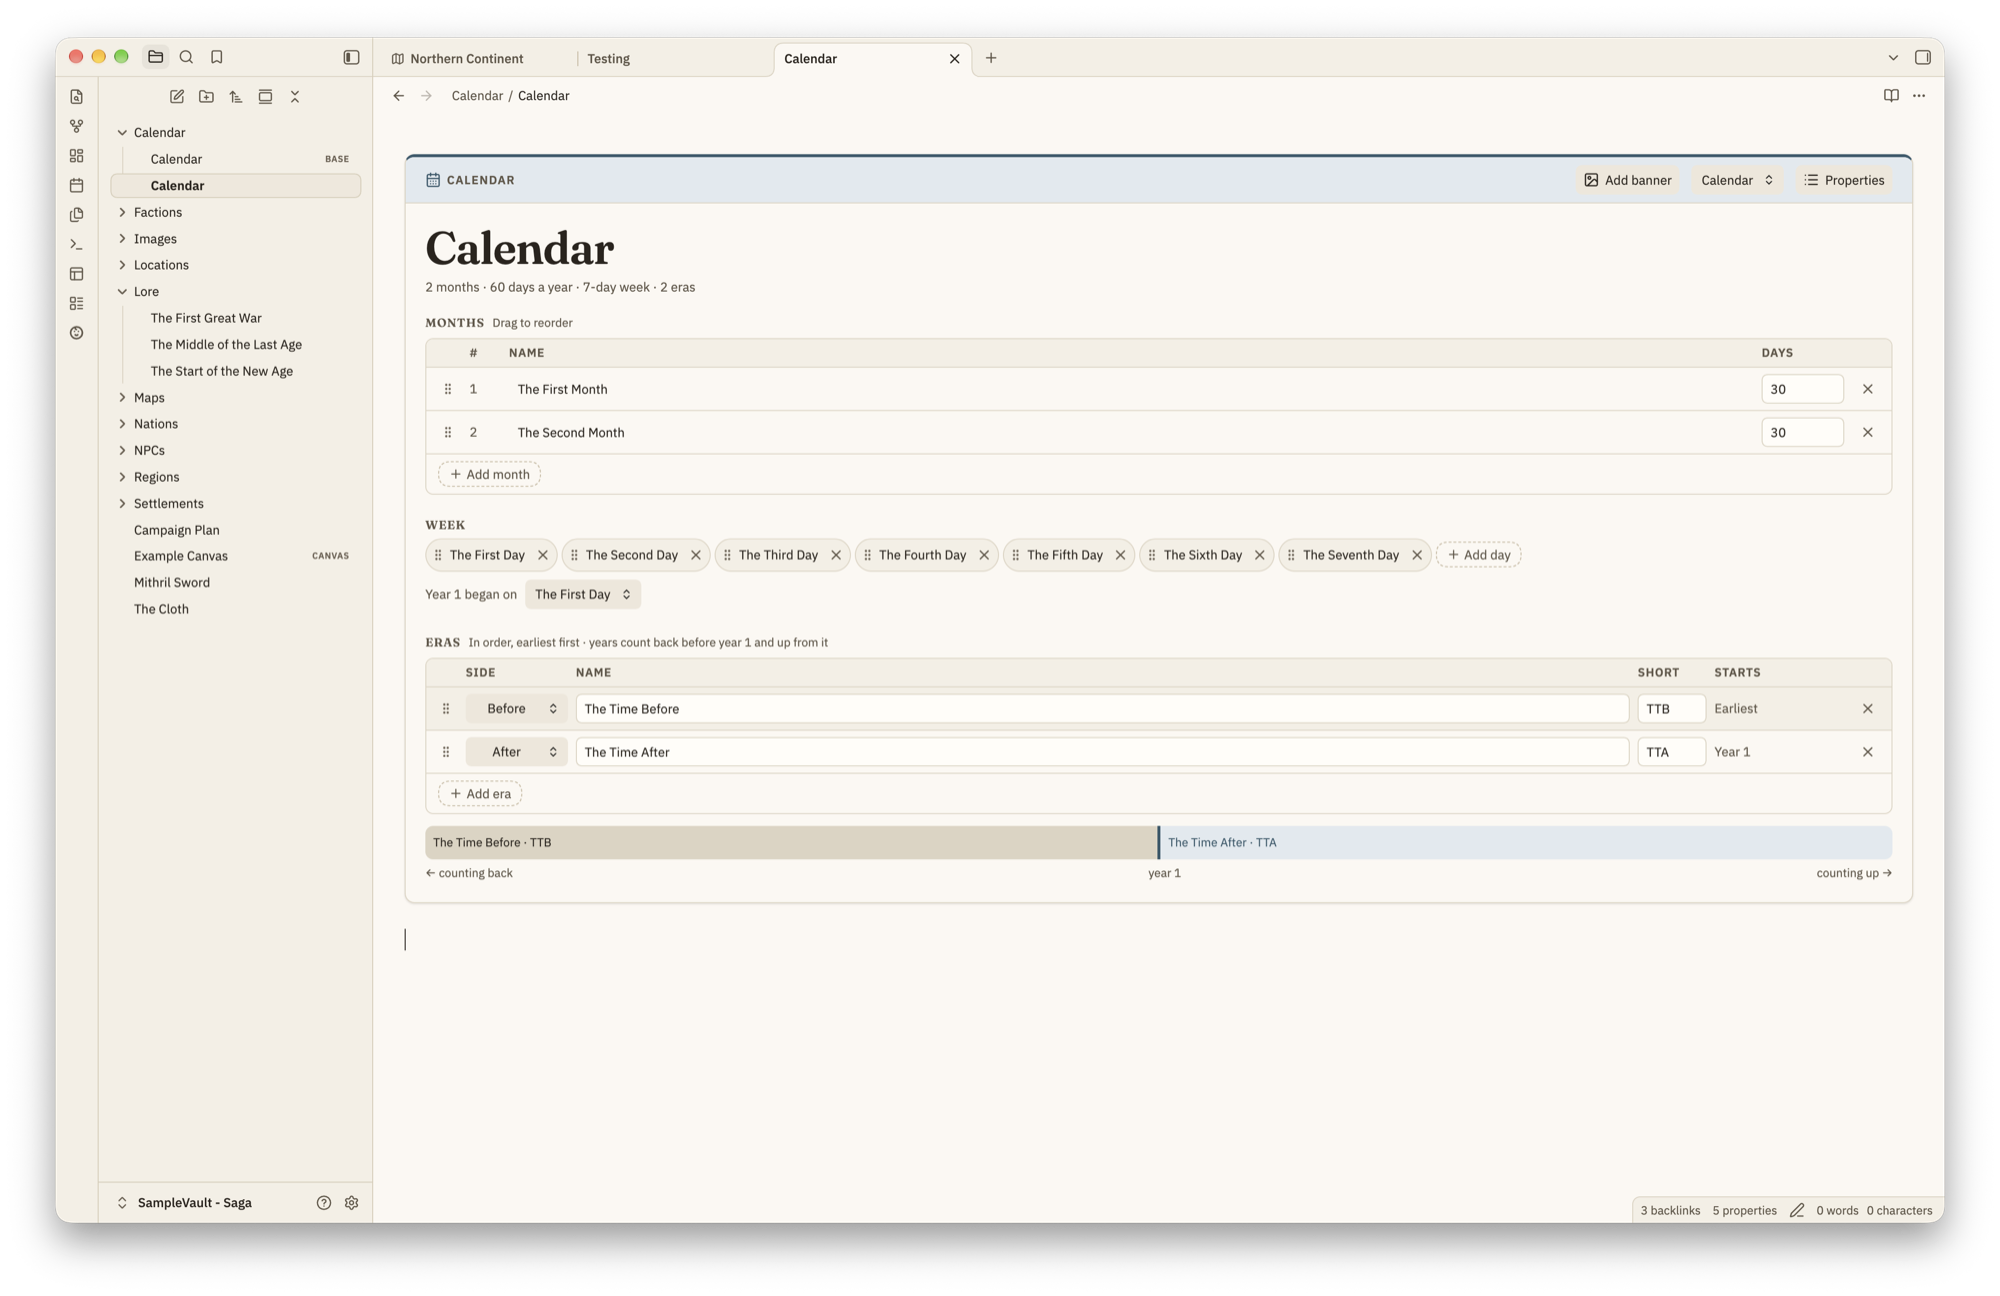 Northern Continent
Testing
Calendar
Calendar / Calendar
Calendar
Calendar BASE
Calendar
Factions
Images
Locations
Lore
The First Great War
The Middle of the Last Age
The Start of the New Age
Maps
Nations
NPCs
Regions
Settlements
Campaign Plan
Example Canvas CANVAS
Mithril Sword
The Cloth
SampleVault - Saga
CALENDAR
Add banner
Calendar
Properties
Calendar
2 months · 60 days a year · 7-day week · 2 eras
MONTHS Drag to reorder
# NAME DAYS
1 The First Month 30
2 The Second Month 30
+ Add month
WEEK
The First Day The Second Day The Third Day The Fourth Day The Fifth Day The Sixth Day The Seventh Day + Add day
Year 1 began on The First Day
ERAS In order, earliest first · years count back before year 1 and up from it
SIDE NAME SHORT STARTS
Before The Time Before TTB Earliest
After The Time After TTA Year 1
+ Add era
The Time Before · TTB The Time After · TTA
← counting back year 1 counting up →
3 backlinks 5 properties 0 words 0 characters